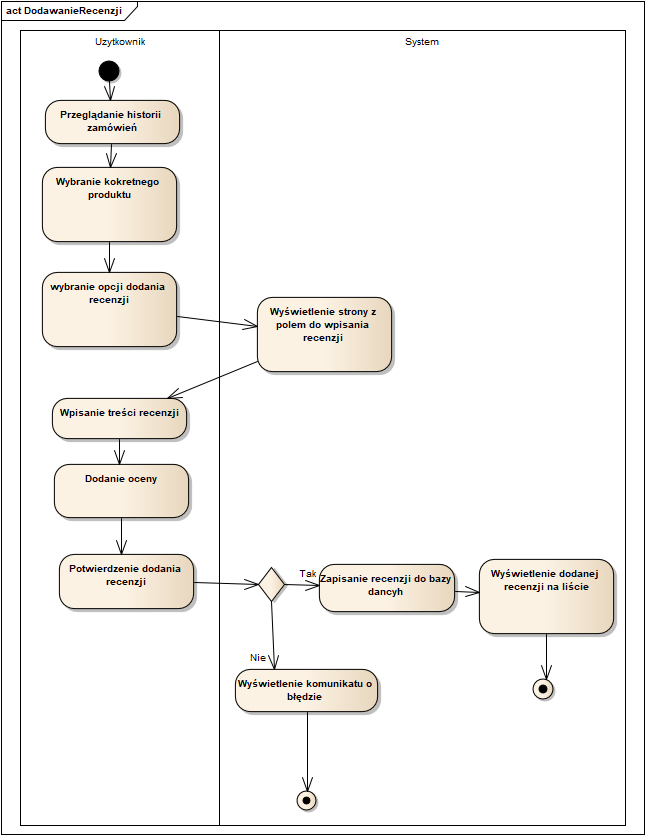 act DodawanieRecenzji
Uzytkownik
System
Przeglądanie historii
zamówień
Wybranie kokretnego
produktu
wybranie opcji dodania
recenzji
Wyświetlenie strony z
polem do wpisania
recenzji
Wpisanie treści recenzji
Dodanie oceny
Potwierdzenie dodania
recenzji
Tak
Zapisanie recenzji do bazy
dancyh
Wyświetlenie dodanej
recenzji na liście
Nie
Wyświetlenie komunikatu o
błędzie